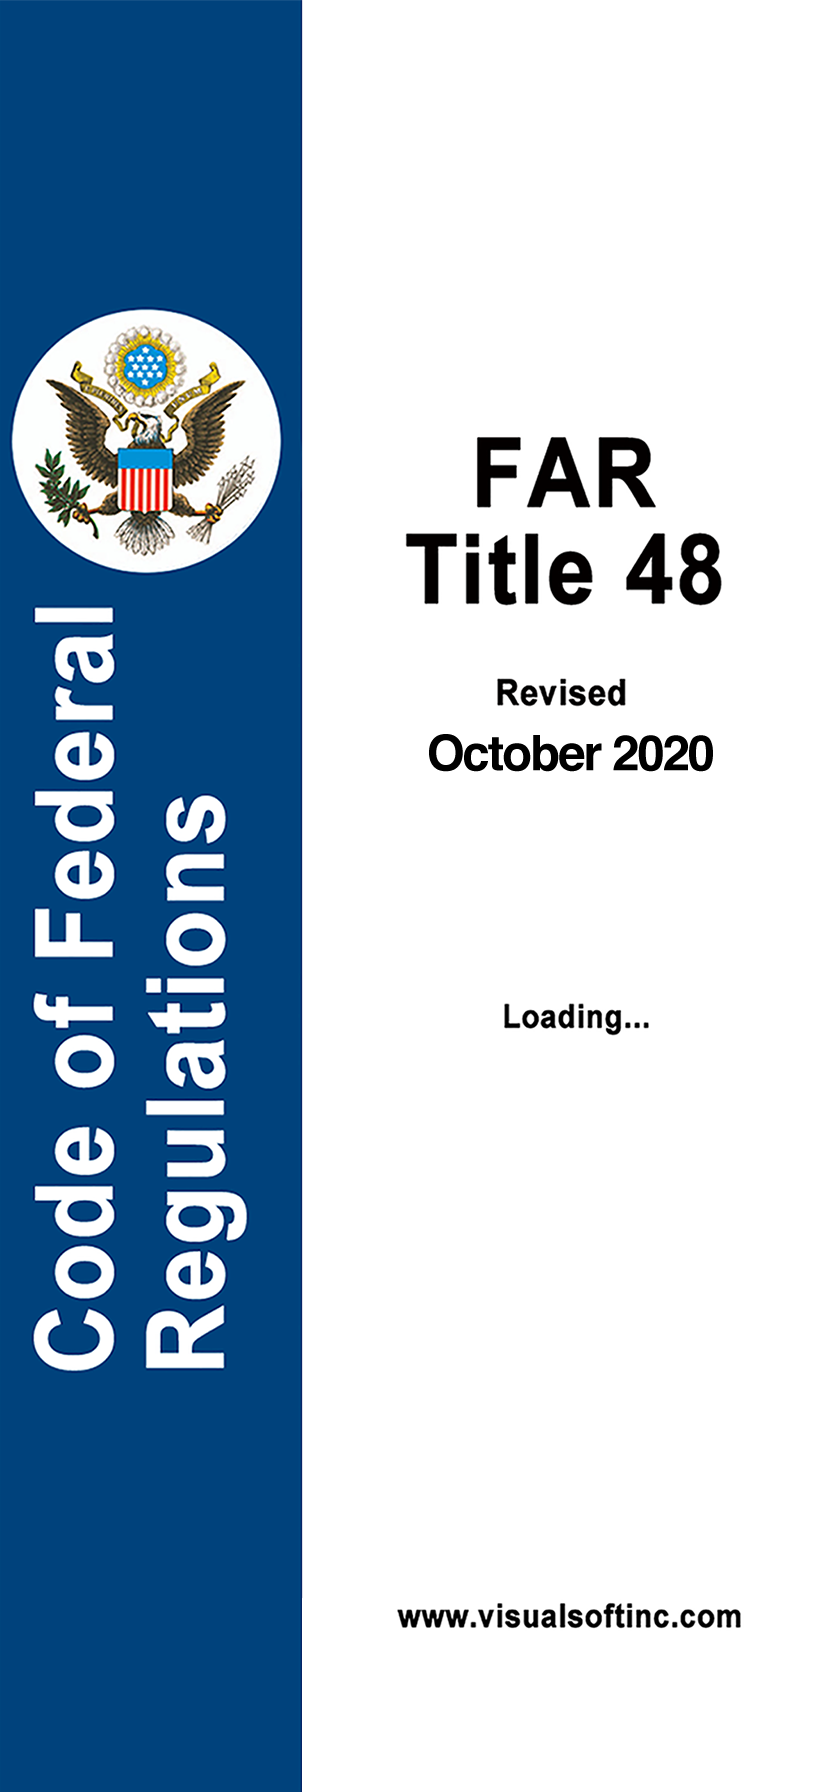 Code of Federal
Regulations
FAR
Title 48
Revised
October 2020
Loading...
www.visualsoftinc.com